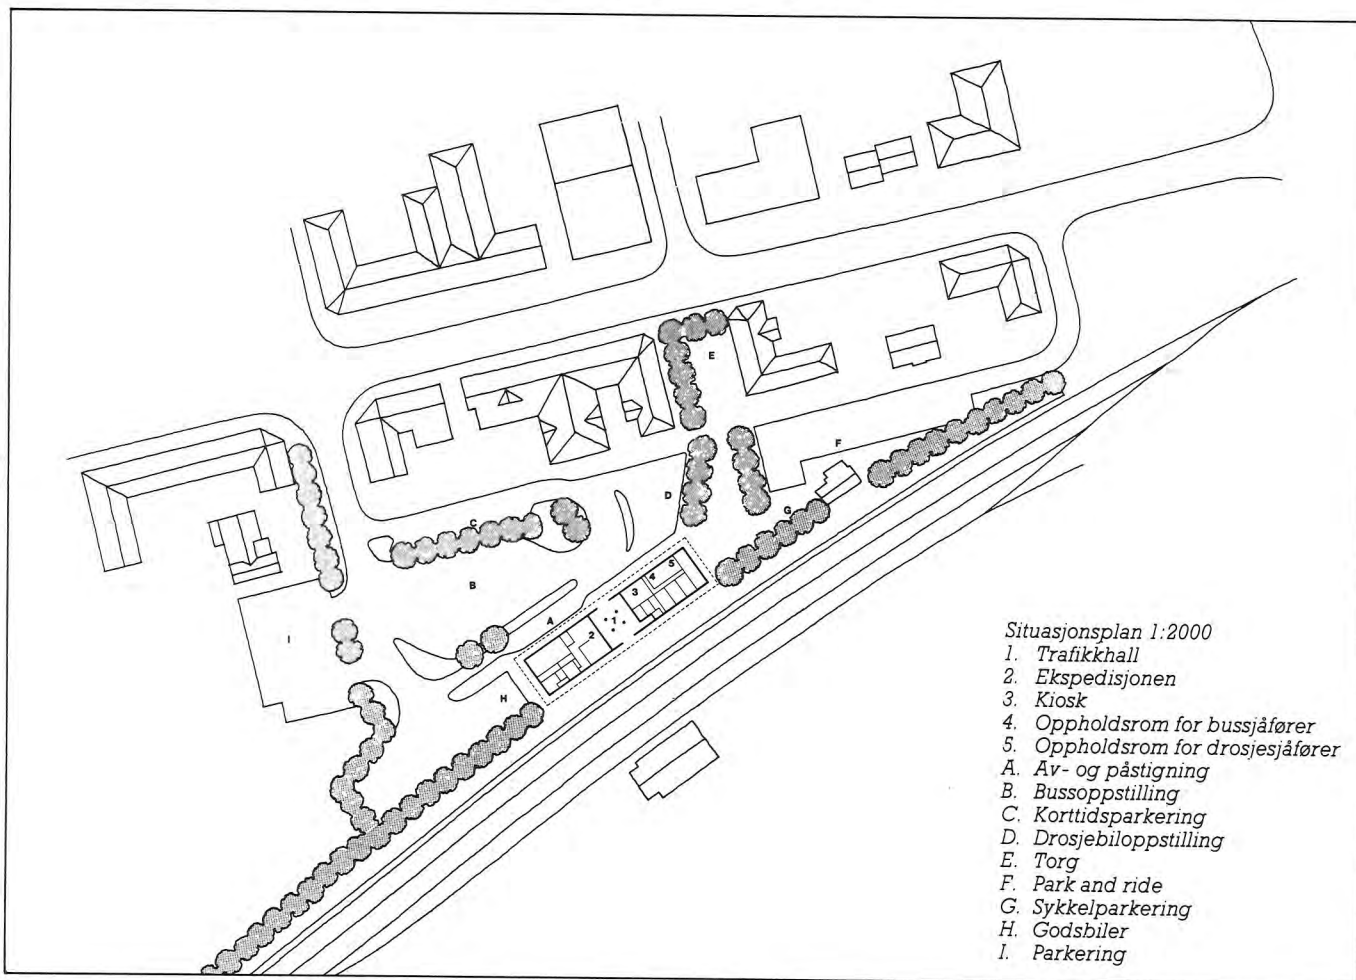 E
F
C
D
G
B
5
4
3
A
1
2
I
H
Situasjonsplan 1:2000
1. Trafikkhall
2. Ekspedisjonen
3. Kiosk
4. Oppholdsrom for bussjåfører
5. Oppholdsrom for drosjesjåfører
A. Av- og påstigning
B. Bussoppstilling
C. Korttidsparkering
D. Drosjebiloppstilling
E. Torg
F. Park and ride
G. Sykkelparkering
H. Godsbiler
I. Parkering